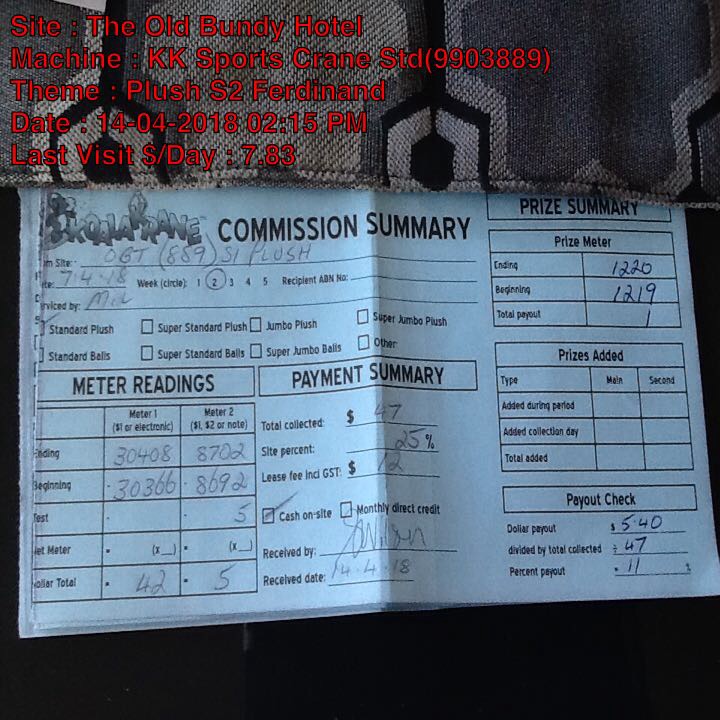 Site : The Old Bundy Hotel
Machine : KK Sports Crane Std(9903889)
Theme : Plush S2 Ferdinand
Date : 14-04-2018 02:15 PM
Last Visit $/Day : 7.83
KOALA KRANE COMMISSION SUMMARY
Site: OGT (889) S1 PLUSH
7.4.18 Week (circle): 1 2 3 4 5 Recipient ABN No:
Standard Plush Super Standard Plush Jumbo Plush Super Jumbo Plush
Standard Balls Super Standard Balls Super Jumbo Balls Other
METER READINGS
Meter 1 Meter 2
($1 or electronic) ($1, $2 or note)
Ending 30408 8702
Beginning 30366 8692
Test 5
Net Meter = (x__) = (x__)
Dollar Total = 42 = 5
PAYMENT SUMMARY
Total collected: $ 47
Site percent: 25%
Lease fee incl GST: $ 12
Cash on-site Monthly direct credit
Received by: Wilson
Received date: 14.4.18
PRIZE SUMMARY
Prize Meter
Ending 1220
Beginning 1219
Total payout 1
Prizes Added
Type Main Second
Added during period
Added collection day
Total added
Payout Check
Dollar payout $ 5.40
divided by total collected ÷ 47
Percent payout = 11 %